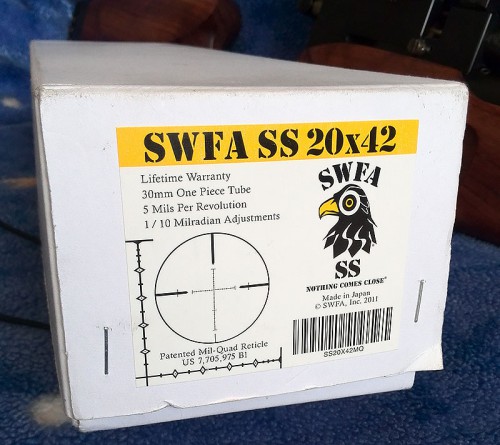 SWFA SS 20x42
Lifetime Warranty
30mm One Piece Tube
5 Mils Per Revolution
1/10 Milradian Adjustments
SWFA
SS
NOTHING COMES CLOSE®
Made in Japan
© SWFA, Inc. 2011
Patented Mil-Quad Reticle
US 7,705,975 B1
SS20X42MQ